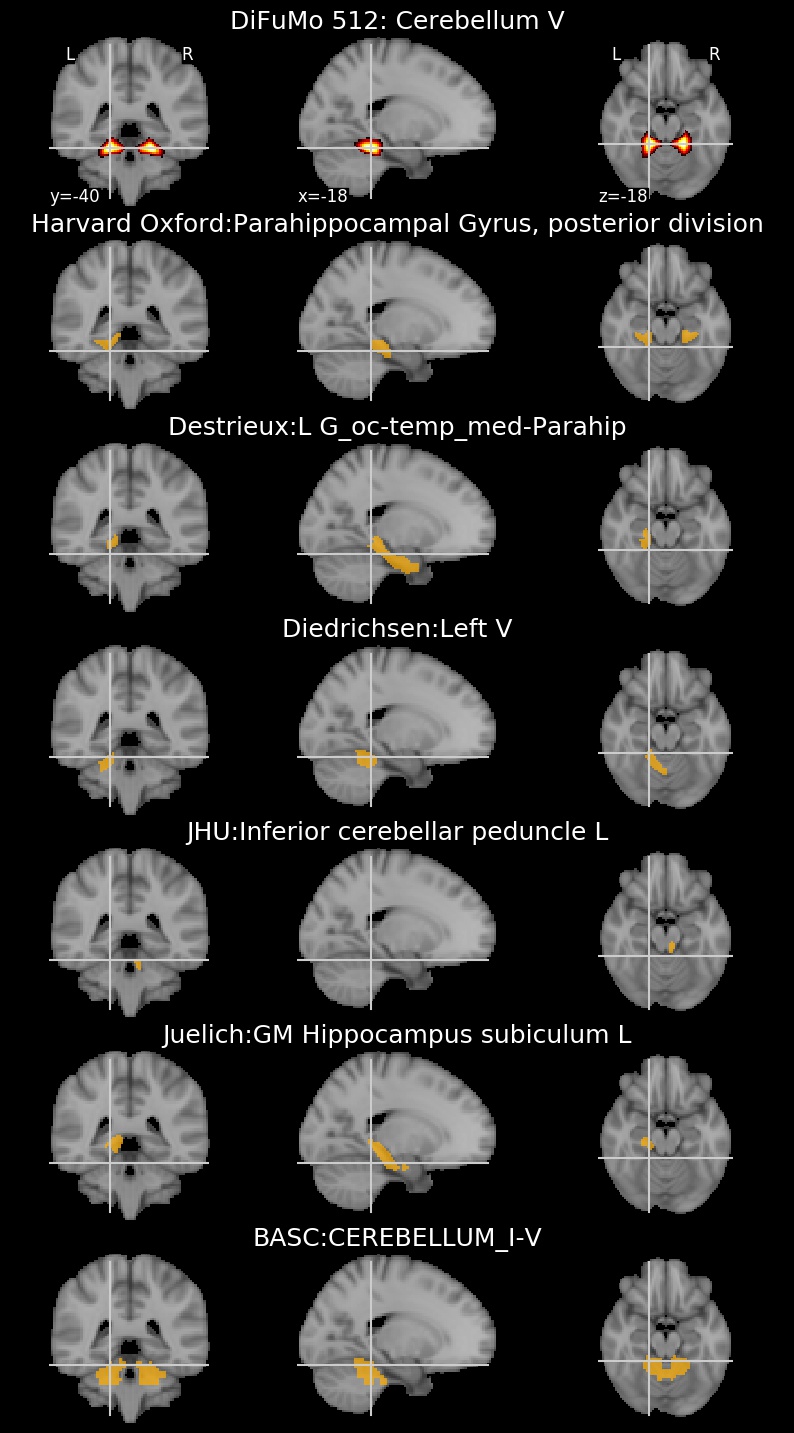 DiFuMo 512: Cerebellum V
L R L R
y=-40 x=-18 z=-18
Harvard Oxford:Parahippocampal Gyrus, posterior division
Destrieux:L G_oc-temp_med-Parahip
Diedrichsen:Left V
JHU:Inferior cerebellar peduncle L
Juelich:GM Hippocampus subiculum L
BASC:CEREBELLUM_I-V